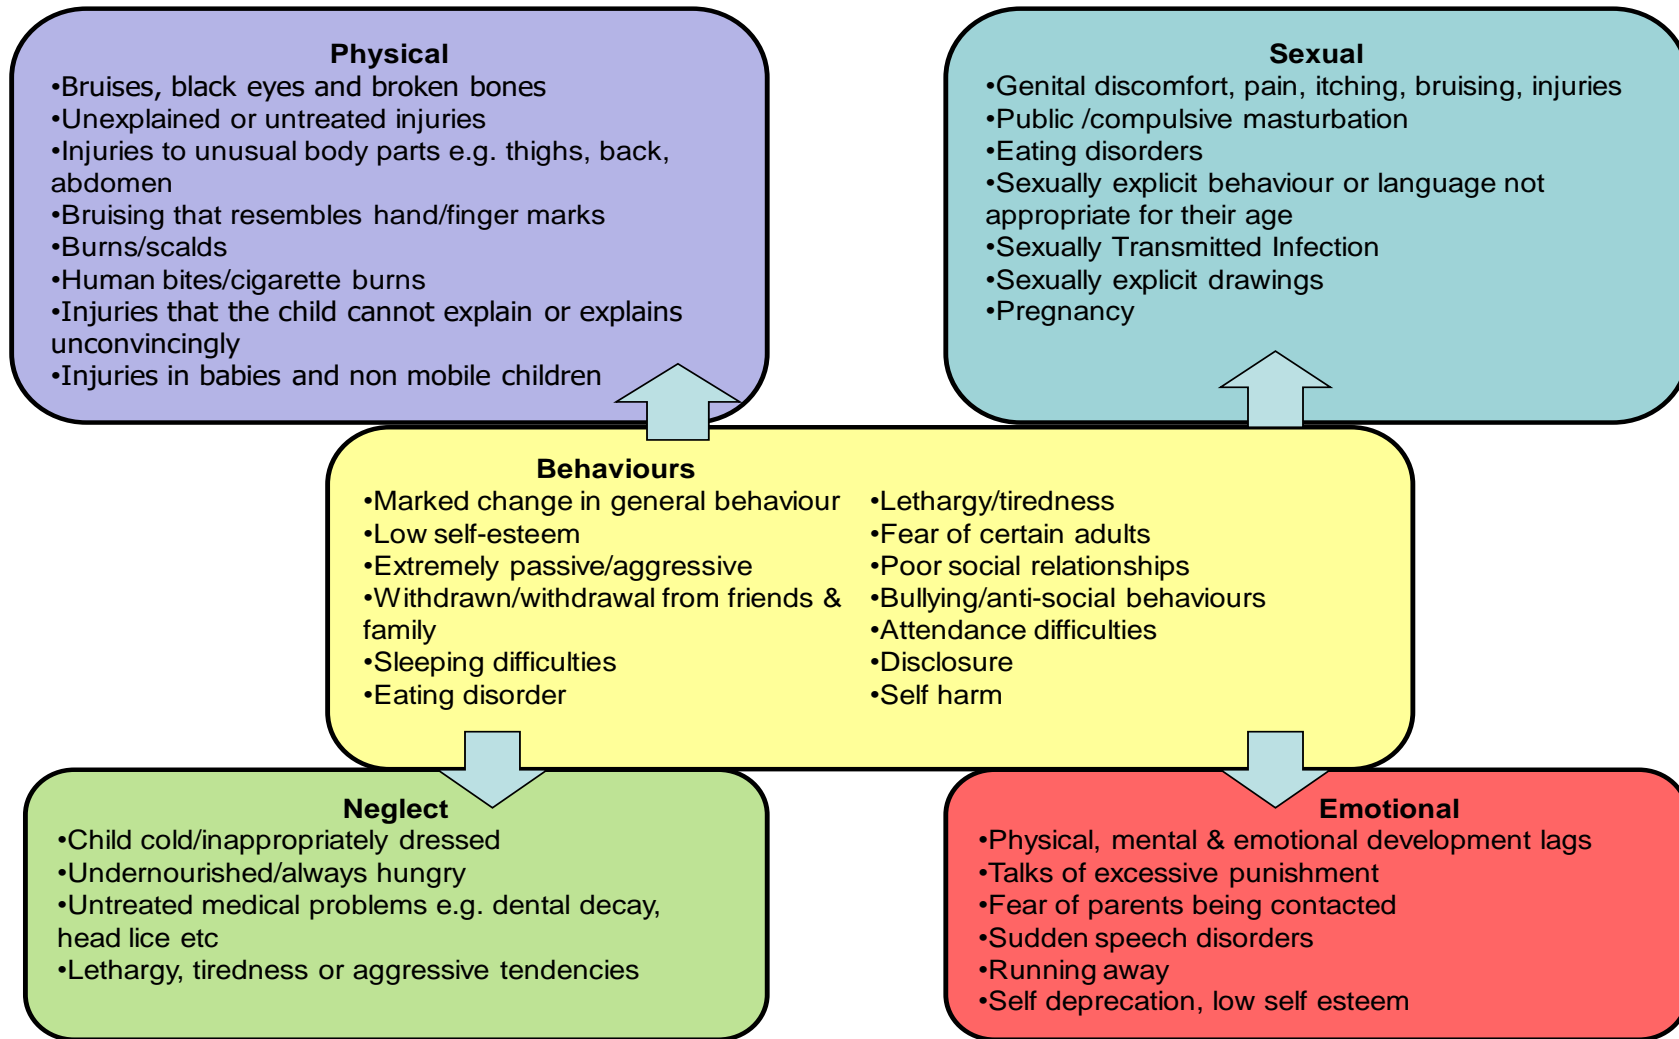 Physical
•Bruises, black eyes and broken bones
•Unexplained or untreated injuries
•Injuries to unusual body parts e.g. thighs, back,
abdomen
•Bruising that resembles hand/finger marks
•Burns/scalds
•Human bites/cigarette burns
•Injuries that the child cannot explain or explains
unconvincingly
•Injuries in babies and non mobile children
Sexual
•Genital discomfort, pain, itching, bruising, injuries
•Public /compulsive masturbation
•Eating disorders
•Sexually explicit behaviour or language not
appropriate for their age
•Sexually Transmitted Infection
•Sexually explicit drawings
•Pregnancy
Behaviours
•Marked change in general behaviour
•Low self-esteem
•Extremely passive/aggressive
•Withdrawn/withdrawal from friends &
family
•Sleeping difficulties
•Eating disorder
•Lethargy/tiredness
•Fear of certain adults
•Poor social relationships
•Bullying/anti-social behaviours
•Attendance difficulties
•Disclosure
•Self harm
Neglect
•Child cold/inappropriately dressed
•Undernourished/always hungry
•Untreated medical problems e.g. dental decay,
head lice etc
•Lethargy, tiredness or aggressive tendencies
Emotional
•Physical, mental & emotional development lags
•Talks of excessive punishment
•Fear of parents being contacted
•Sudden speech disorders
•Running away
•Self deprecation, low self esteem